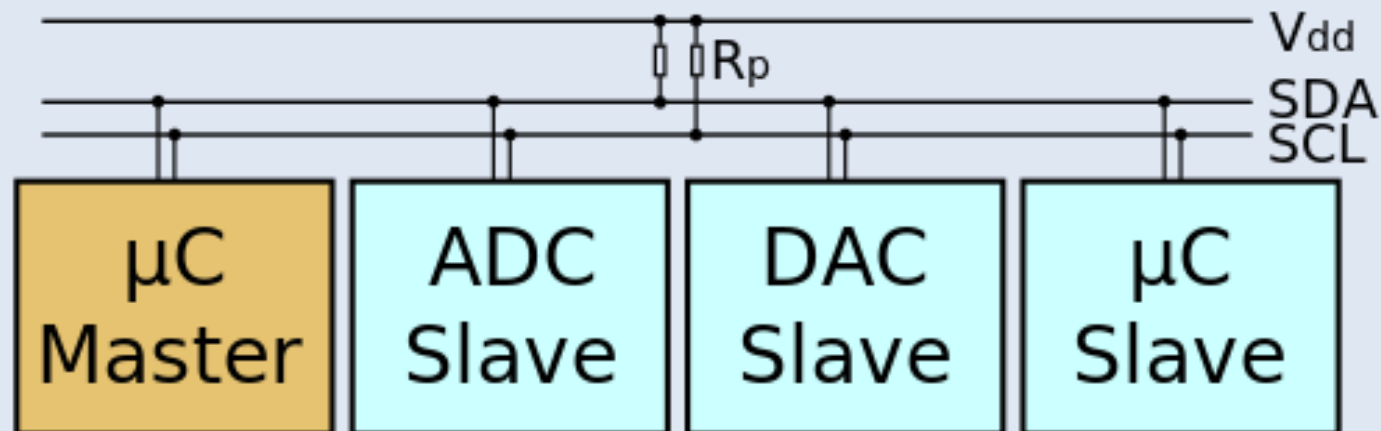 Vdd
Rp
SDA
SCL
µC
Master
ADC
Slave
DAC
Slave
µC
Slave